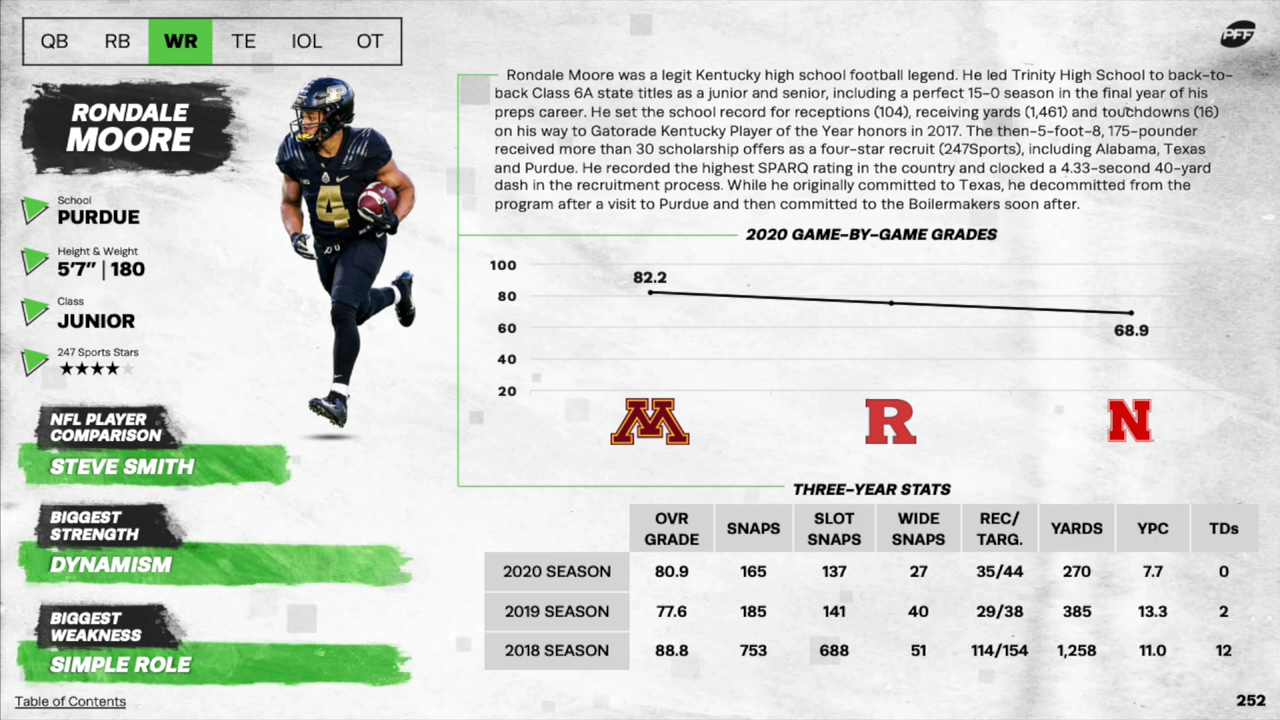 QB RB WR TE IOL OT
PFF
RONDALE
MOORE
School
PURDUE
Height & Weight
5'7" | 180
Class
JUNIOR
247 Sports Stars
★★★★★
NFL PLAYER
COMPARISON
STEVE SMITH
BIGGEST
STRENGTH
DYNAMISM
BIGGEST
WEAKNESS
SIMPLE ROLE
Table of Contents
P
4
Rondale Moore was a legit Kentucky high school football legend. He led Trinity High School to back-to-
back Class 6A state titles as a junior and senior, including a perfect 15-0 season in the final year of his
preps career. He set the school record for receptions (104), receiving yards (1,461) and touchdowns (16)
on his way to Gatorade Kentucky Player of the Year honors in 2017. The then-5-foot-8, 175-pounder
received more than 30 scholarship offers as a four-star recruit (247Sports), including Alabama, Texas
and Purdue. He recorded the highest SPARQ rating in the country and clocked a 4.33-second 40-yard
dash in the recruitment process. While he originally committed to Texas, he decommitted from the
program after a visit to Purdue and then committed to the Boilermakers soon after.
2020 GAME-BY-GAME GRADES
100
80
60
40
20
82.2
68.9
M R N
THREE-YEAR STATS
OVR GRADE SNAPS SLOT SNAPS WIDE SNAPS REC/TARG. YARDS YPC TDs
2020 SEASON 80.9 165 137 27 35/44 270 7.7 0
2019 SEASON 77.6 185 141 40 29/38 385 13.3 2
2018 SEASON 88.8 753 688 51 114/154 1,258 11.0 12
252